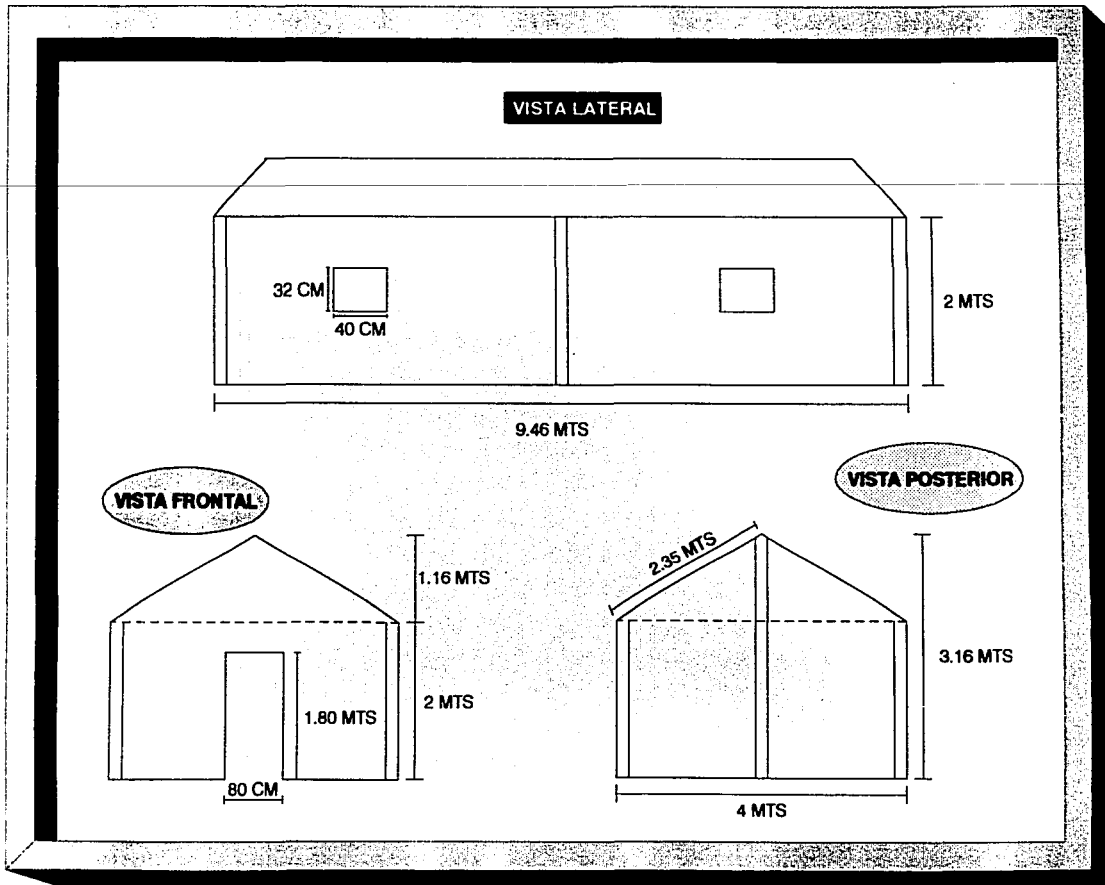 VISTA LATERAL
32 CM
40 CM
2 MTS
9.46 MTS
VISTA FRONTAL
VISTA POSTERIOR
1.16 MTS
1.80 MTS
2 MTS
80 CM
2.35 MTS
3.16 MTS
4 MTS